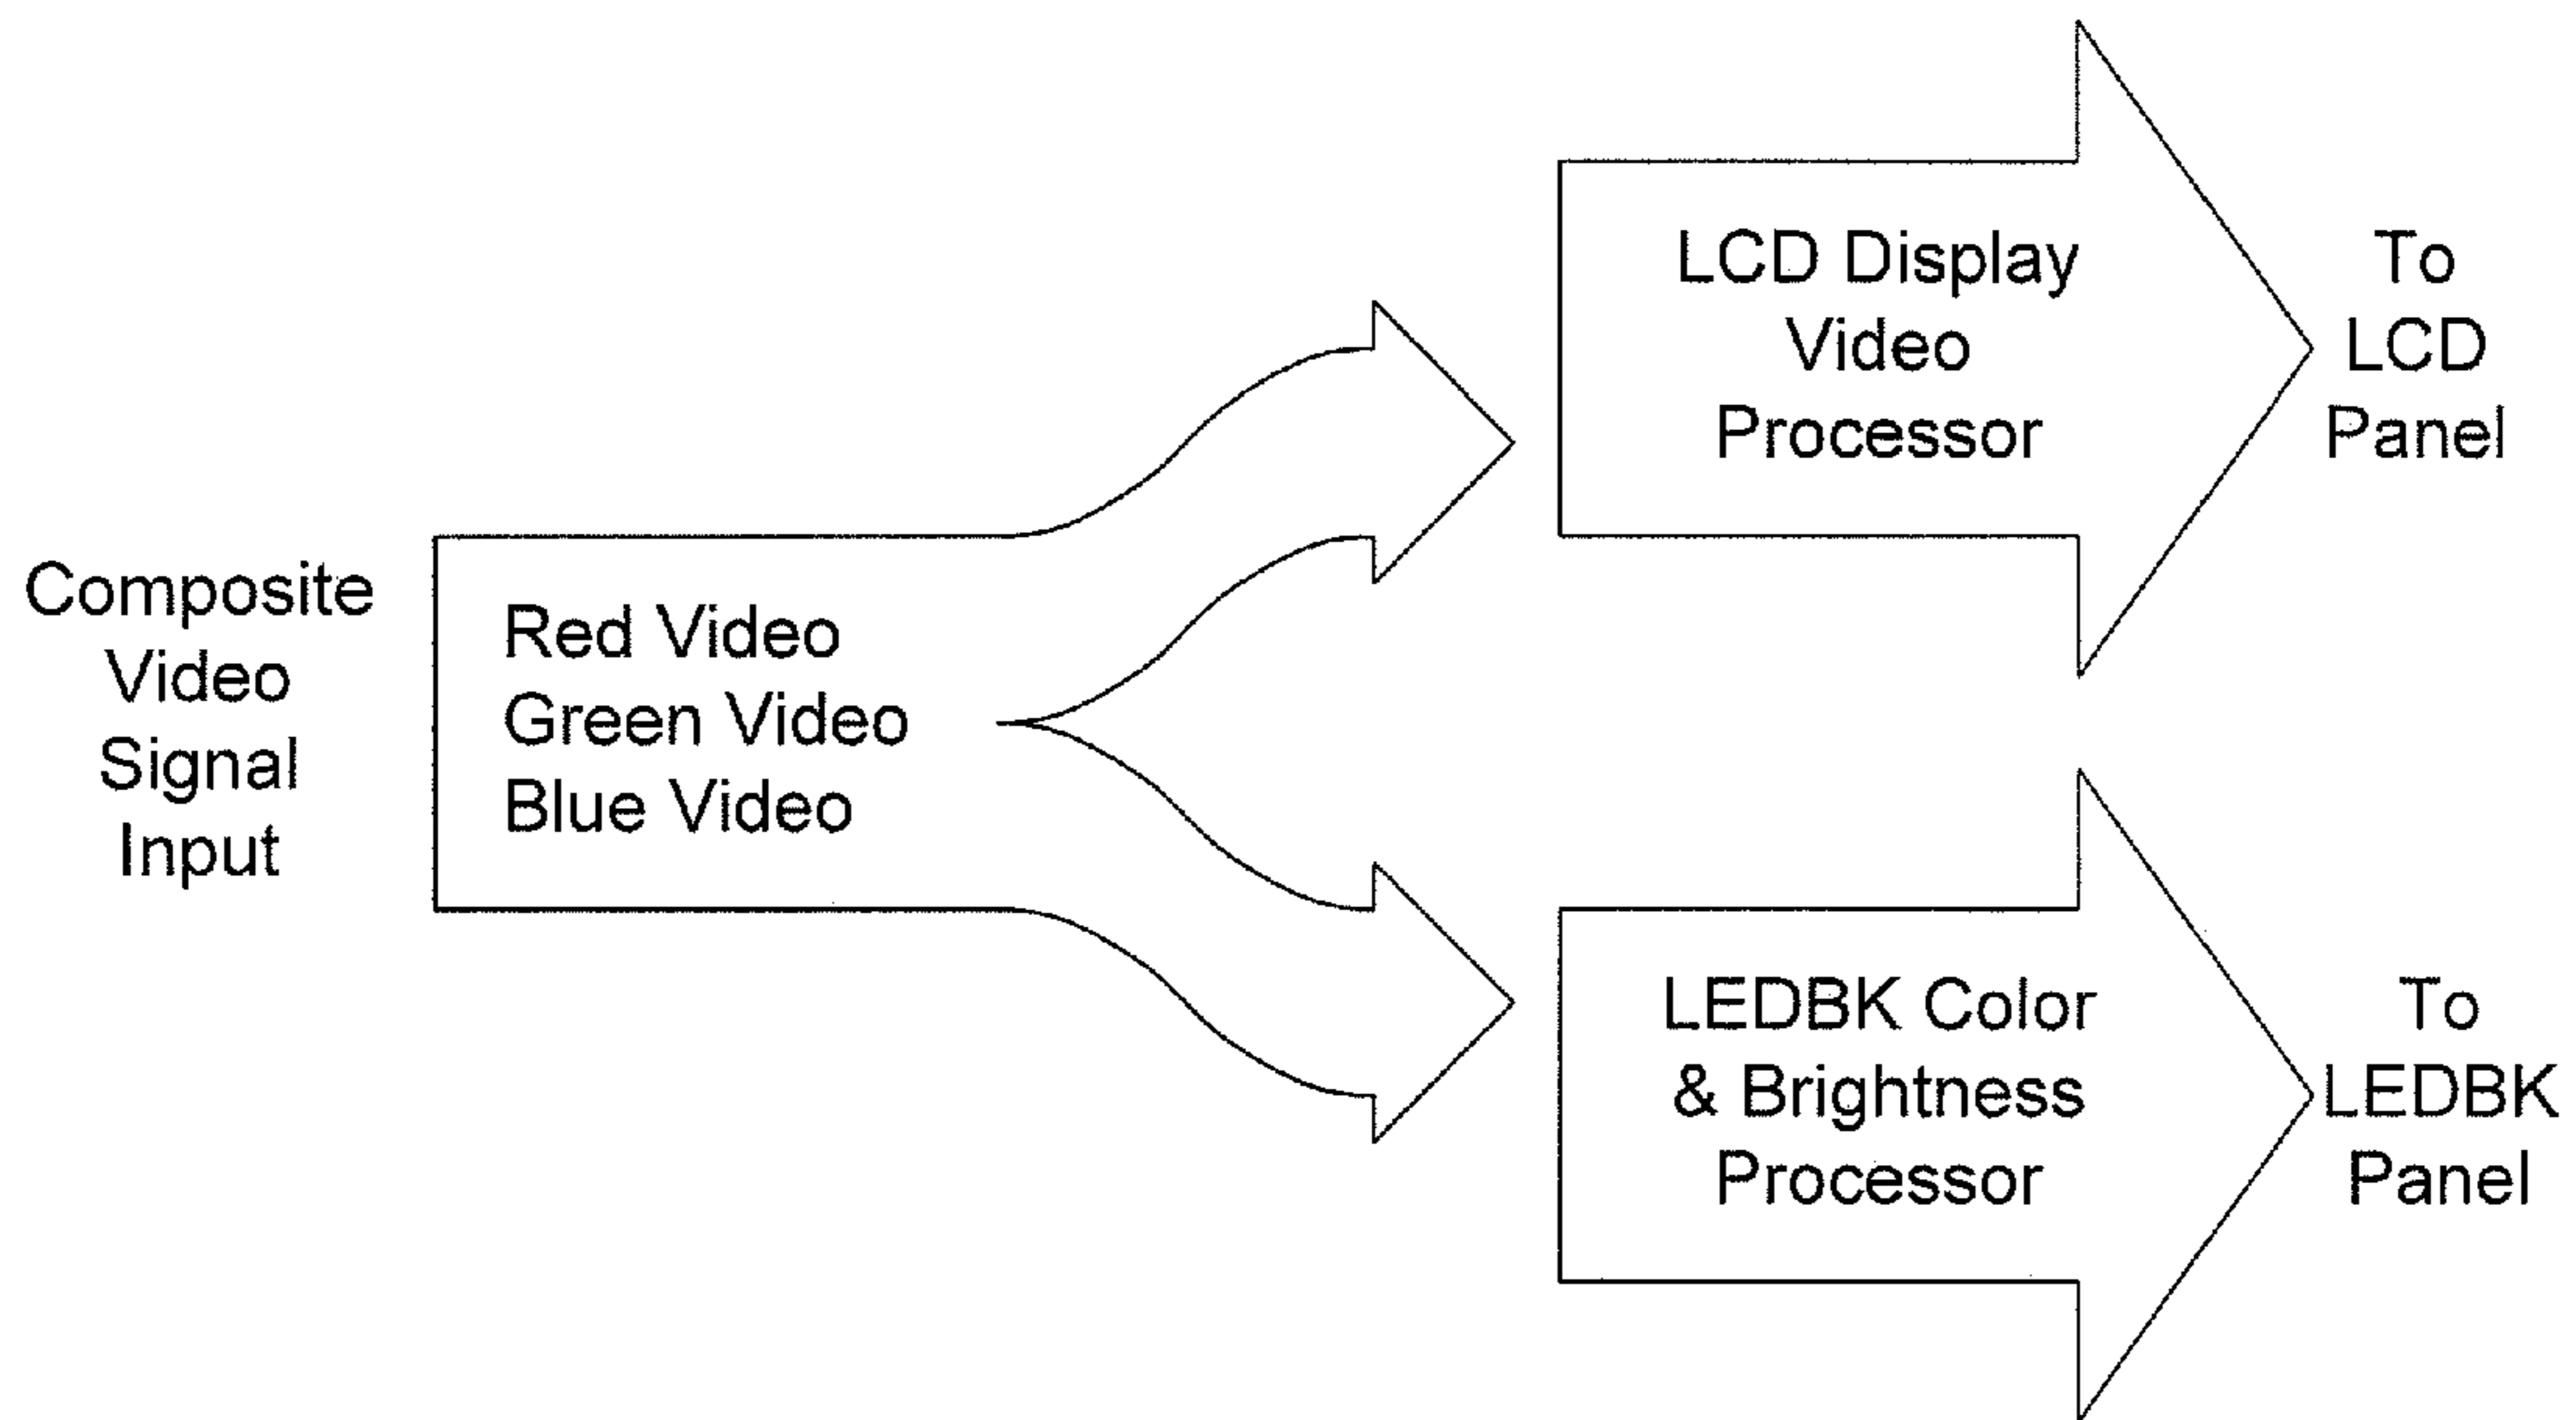 Composite
Video
Signal
Input
Red Video
Green Video
Blue Video
LCD Display
Video
Processor
To
LCD
Panel
LEDBK Color
& Brightness
Processor
To
LEDBK
Panel